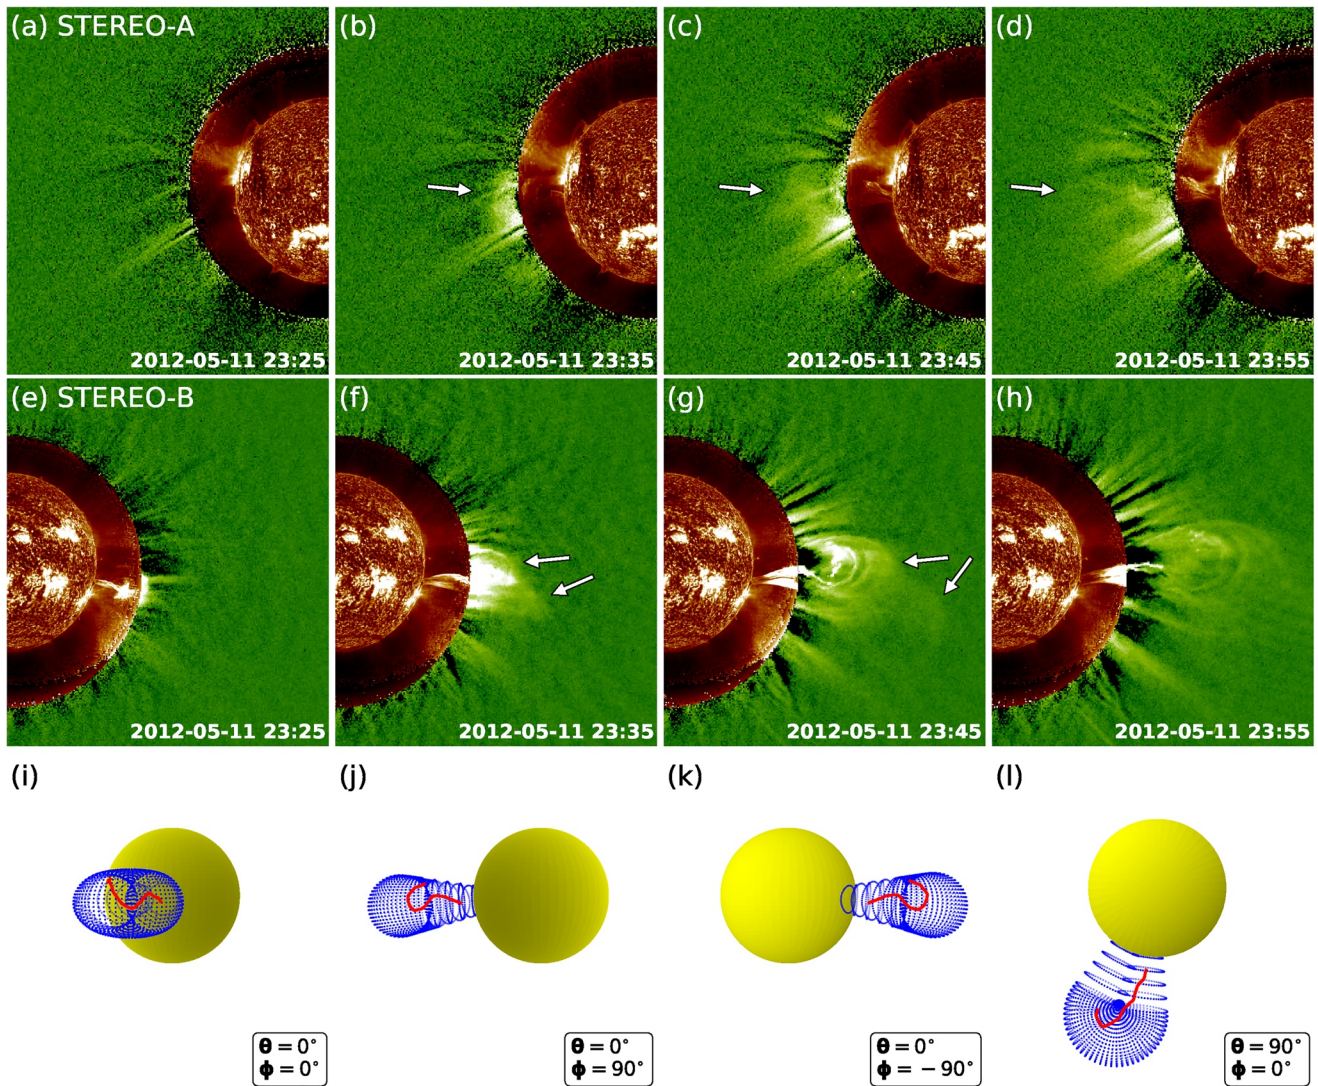 (a) STEREO-A
(b)
(c)
(d)
2012-05-11 23:25
2012-05-11 23:35
2012-05-11 23:45
2012-05-11 23:55
(e) STEREO-B
(f)
(g)
(h)
2012-05-11 23:25
2012-05-11 23:35
2012-05-11 23:45
2012-05-11 23:55
(i)
(j)
(k)
(l)
θ = 0°
ϕ = 0°
θ = 0°
ϕ = 90°
θ = 0°
ϕ = −90°
θ = 90°
ϕ = 0°